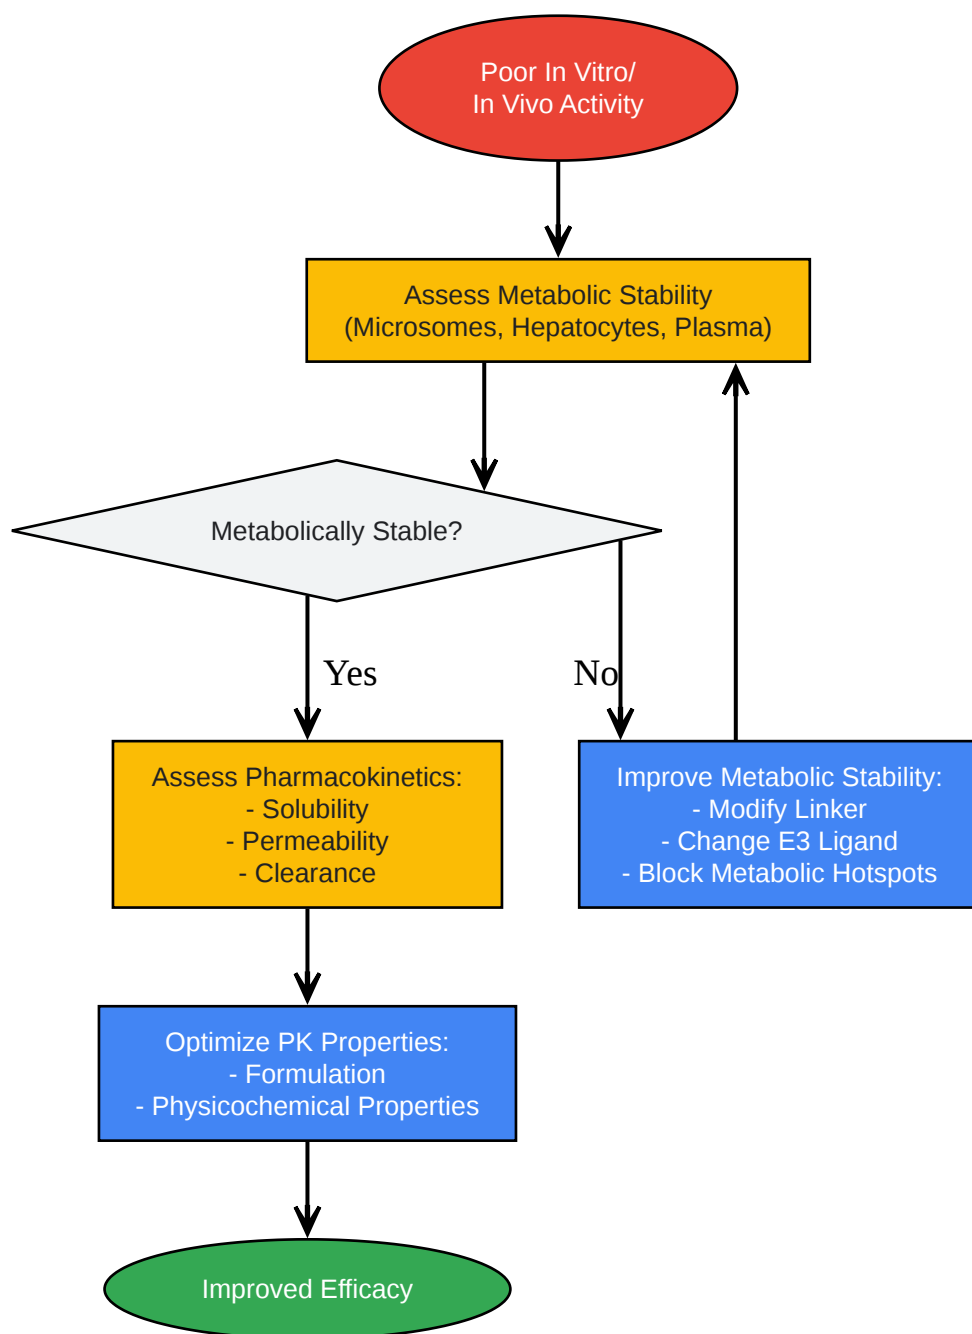 Poor In Vitro/
In Vivo Activity
Assess Metabolic Stability
(Microsomes, Hepatocytes, Plasma)
Metabolically Stable?
Yes
No
Assess Pharmacokinetics:
- Solubility
- Permeability
- Clearance
Improve Metabolic Stability:
- Modify Linker
- Change E3 Ligand
- Block Metabolic Hotspots
Optimize PK Properties:
- Formulation
- Physicochemical Properties
Improved Efficacy